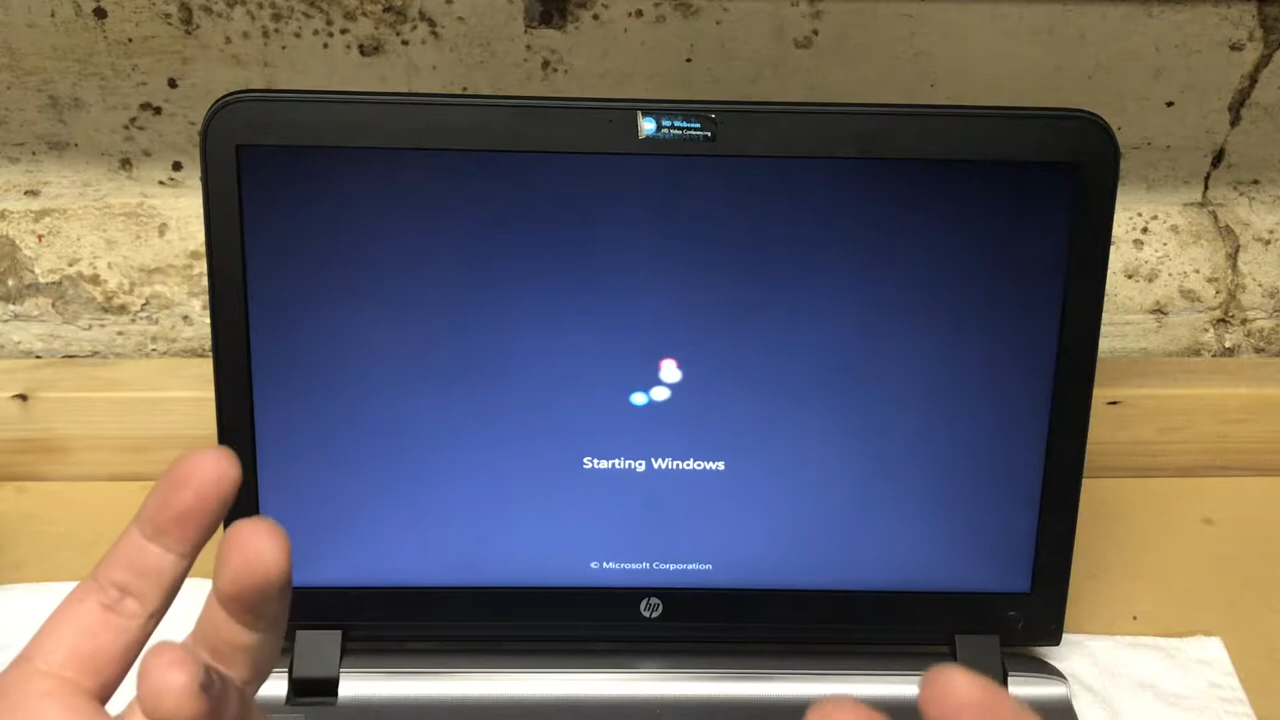 HD Webcam
HD Video Conferencing
Starting Windows
© Microsoft Corporation
hp